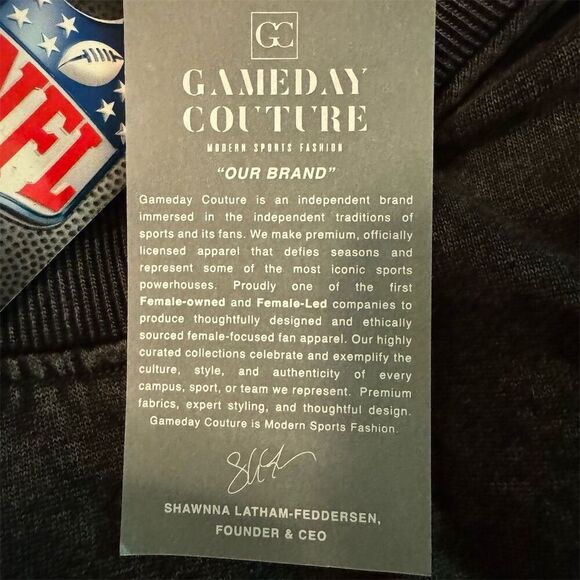 NFL
GC
GAMEDAY
COUTURE
MODERN SPORTS FASHION
"OUR BRAND"
Gameday Couture is an independent brand
immersed in the independent traditions of
sports and its fans. We make premium, officially
licensed apparel that defies seasons and
represent some of the most iconic sports
powerhouses. Proudly one of the first
Female-owned and Female-Led companies to
produce thoughtfully designed and ethically
sourced female-focused fan apparel. Our highly
curated collections celebrate and exemplify the
culture, style, and authenticity of every
campus, sport, or team we represent. Premium
fabrics, expert styling, and thoughtful design.
Gameday Couture is Modern Sports Fashion.
SHAWNNA LATHAM-FEDDERSEN,
FOUNDER & CEO